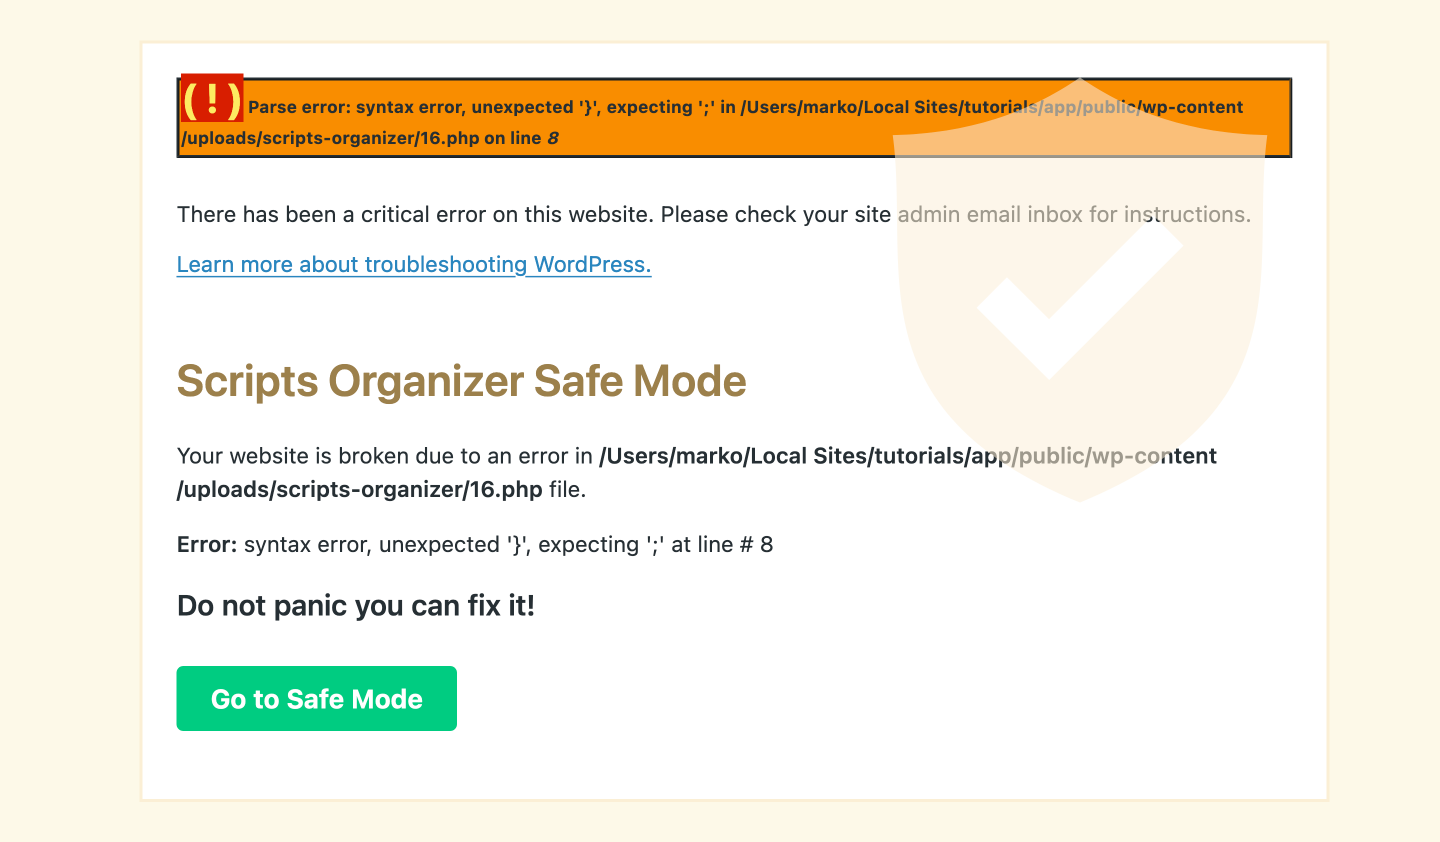 (!) Parse error: syntax error, unexpected '}', expecting ';' in /Users/marko/Local Sites/tutorials/app/public/wp-content
/uploads/scripts-organizer/16.php on line 8
There has been a critical error on this website. Please check your site admin email inbox for instructions.
Learn more about troubleshooting WordPress.
Scripts Organizer Safe Mode
Your website is broken due to an error in /Users/marko/Local Sites/tutorials/app/public/wp-content
/uploads/scripts-organizer/16.php file.
Error: syntax error, unexpected '}', expecting ';' at line # 8
Do not panic you can fix it!
Go to Safe Mode